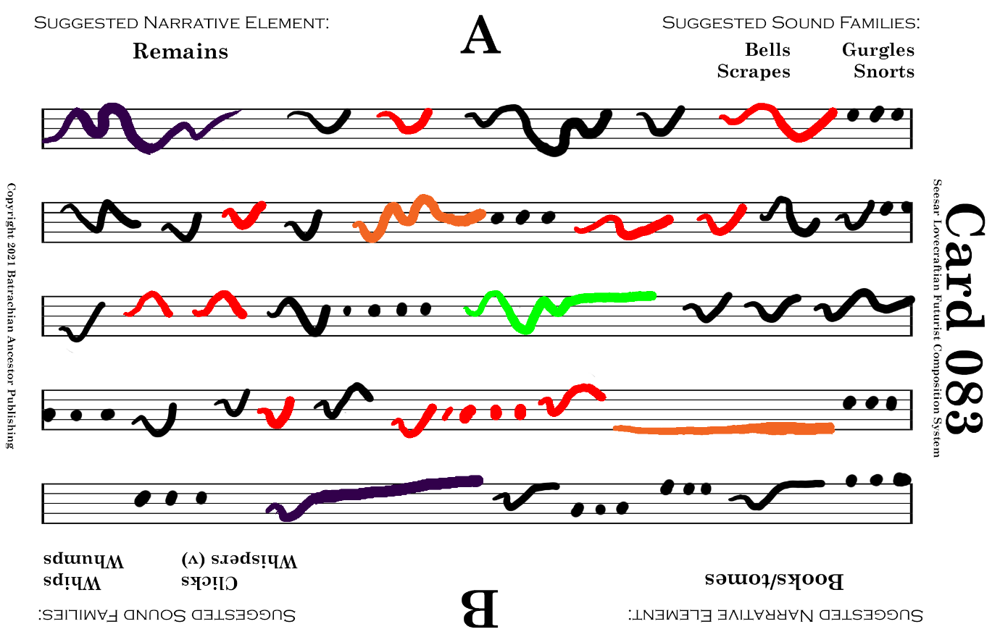 SUGGESTED NARRATIVE ELEMENT:
Remains
A
SUGGESTED SOUND FAMILIES:
Bells Gurgles
Scrapes Snorts
Copyright 2021 Batrachian Ancestor Publishing
Card 083
Seesar Lovecraftian Futurist Composition System
B
SUGGESTED NARRATIVE ELEMENT:
Books/tomes
SUGGESTED SOUND FAMILIES:
Clicks Whips
Whispers (v) Whumps